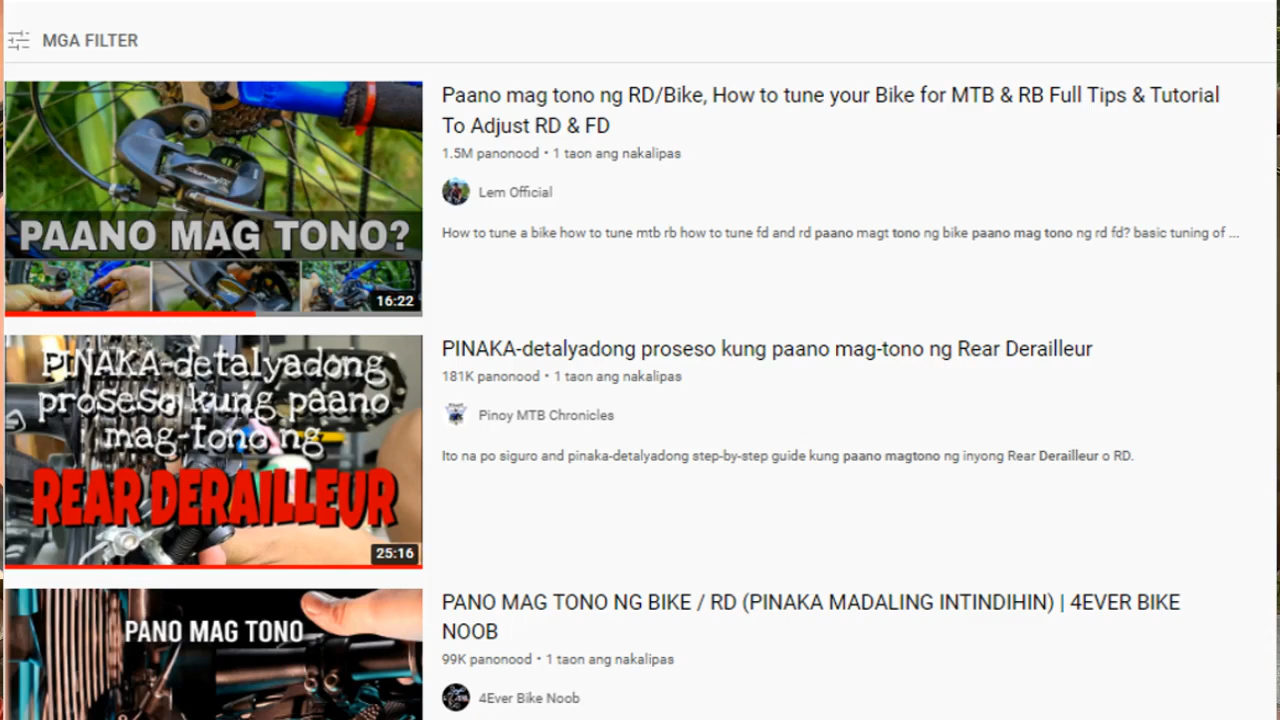 MGA FILTER
PAANO MAG TONO?
16:22
Paano mag tono ng RD/Bike, How to tune your Bike for MTB & RB Full Tips & Tutorial
To Adjust RD & FD
1.5M panonood • 1 taon ang nakalipas
Lem Official
How to tune a bike how to tune mtb rb how to tune fd and rd paano magt tono ng bike paano mag tono ng rd fd? basic tuning of ...
PINAKA-detalyadong
proseso kung paano
mag-tono ng
REAR DERAILLEUR
25:16
PINAKA-detalyadong proseso kung paano mag-tono ng Rear Derailleur
181K panonood • 1 taon ang nakalipas
Pinoy MTB Chronicles
Ito na po siguro and pinaka-detalyadong step-by-step guide kung paano magtono ng inyong Rear Derailleur o RD.
PANO MAG TONO
PANO MAG TONO NG BIKE / RD (PINAKA MADALING INTINDIHIN) | 4EVER BIKE
NOOB
99K panonood • 1 taon ang nakalipas
4Ever Bike Noob